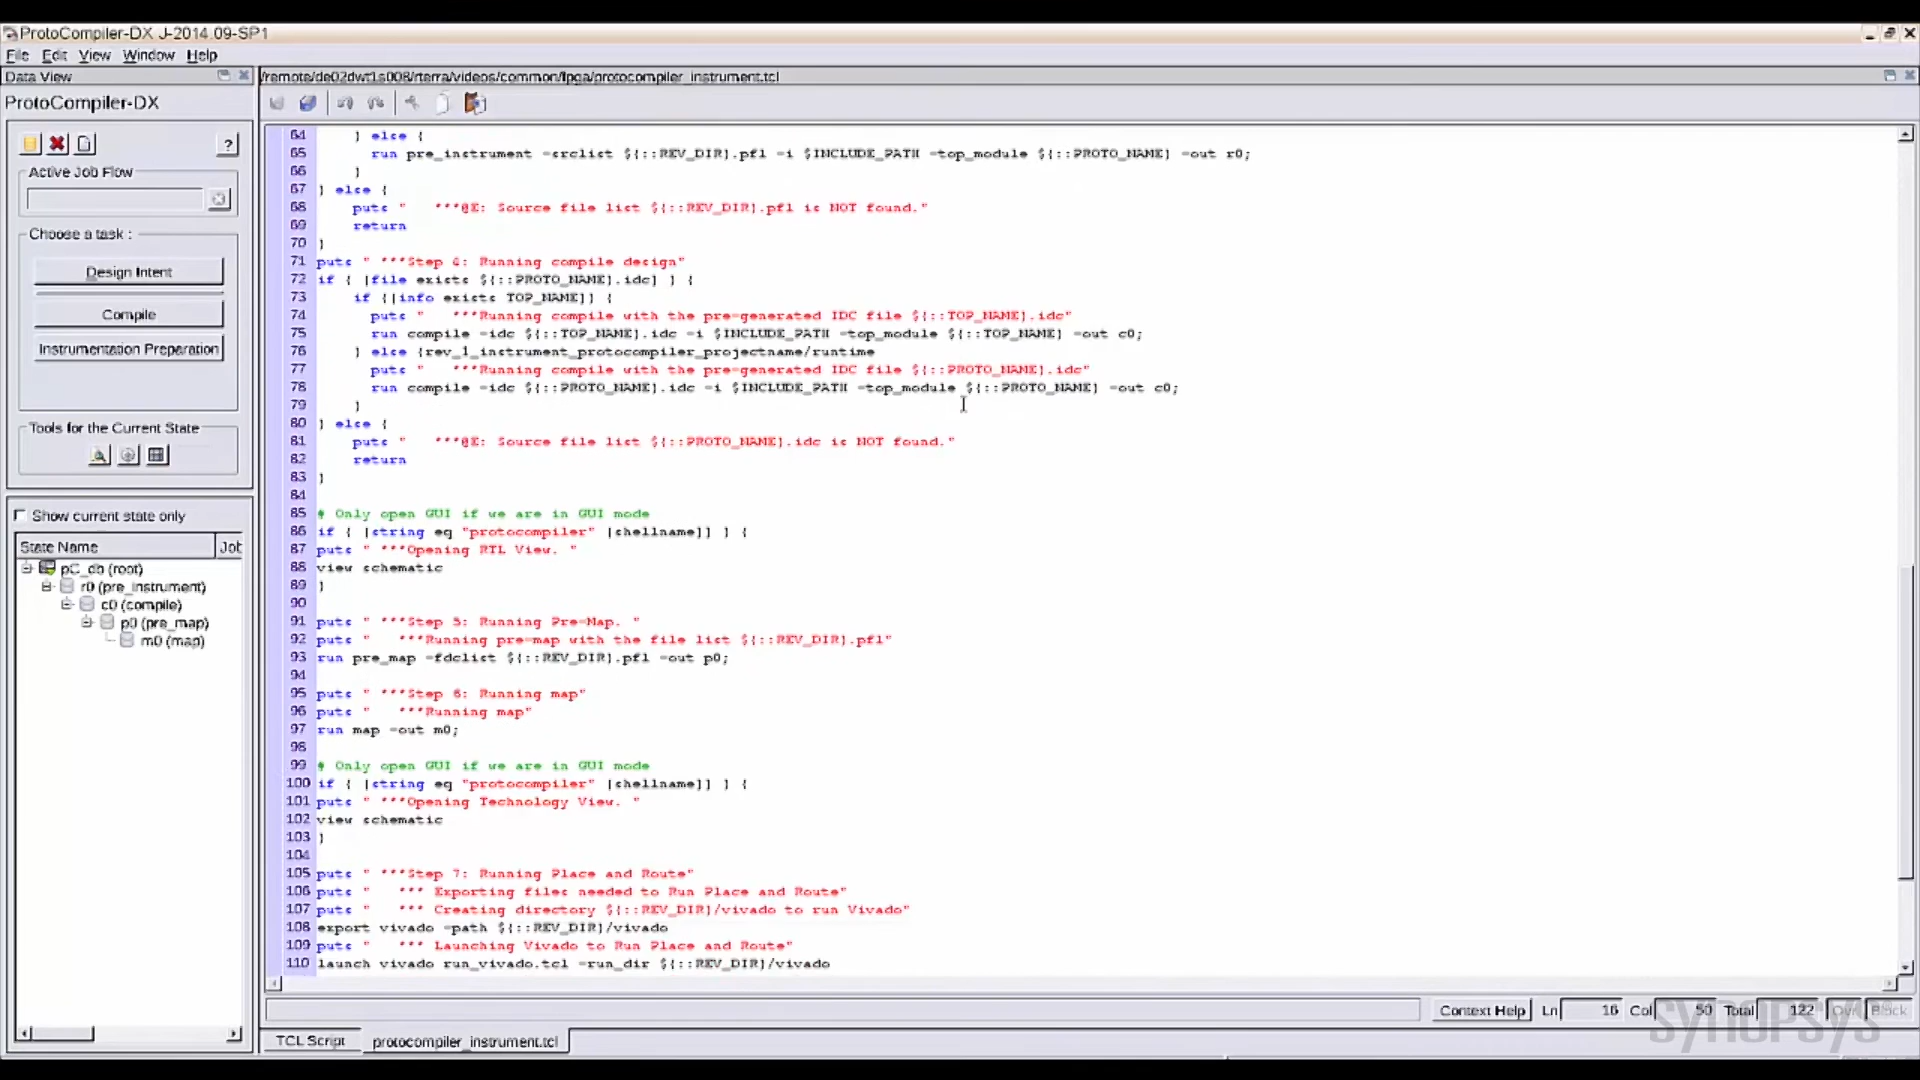 ProtoCompiler-DX J-2014.09-SP1
File Edit View Window Help
Data View
/remote/de02dwt1s008/rterra/videos/common/fpga/protocompiler_instrument.tcl
ProtoCompiler-DX
?
Active Job Flow
Choose a task :
Design Intent
Compile
Instrumentation Preparation
Tools for the Current State
Show current state only
State Name Job
pC_db (root)
r0 (pre_instrument)
c0 (compile)
p0 (pre_map)
m0 (map)
64 } else {
65 run pre_instrument -srclist ${::REV_DIR}.pfl -i $INCLUDE_PATH -top_module ${::PROTO_NAME} -out r0;
66 }
67 } else {
68 puts " ***@E: Source file list ${::REV_DIR}.pfl is NOT found."
69 return
70 }
71 puts " ***Step 4: Running compile design"
72 if { [file exists ${::PROTO_NAME}.idc] } {
73 if {[info exists TOP_NAME]} {
74 puts " ***Running compile with the pre-generated IDC file ${::TOP_NAME}.idc"
75 run compile -idc ${::TOP_NAME}.idc -i $INCLUDE_PATH -top_module ${::TOP_NAME} -out c0;
76 } else {rev_1_instrument_protocompiler_projectname/runtime
77 puts " ***Running compile with the pre-generated IDC file ${::PROTO_NAME}.idc"
78 run compile -idc ${::PROTO_NAME}.idc -i $INCLUDE_PATH -top_module ${::PROTO_NAME} -out c0;
79 }
80 } else {
81 puts " ***@E: Source file list ${::PROTO_NAME}.idc is NOT found."
82 return
83 }
84
85 # Only open GUI if we are in GUI mode
86 if { [string eq "protocompiler" [shellname]] } {
87 puts " ***Opening RTL View. "
88 view schematic
89 }
90
91 puts " ***Step 5: Running Pre-Map. "
92 puts " ***Running pre-map with the file list ${::REV_DIR}.pfl"
93 run pre_map -fdclist ${::REV_DIR}.pfl -out p0;
94
95 puts " ***Step 6: Running map"
96 puts " ***Running map"
97 run map -out m0;
98
99 # Only open GUI if we are in GUI mode
100 if { [string eq "protocompiler" [shellname]] } {
101 puts " ***Opening Technology View. "
102 view schematic
103 }
104
105 puts " ***Step 7: Running Place and Route"
106 puts " *** Exporting files needed to Run Place and Route"
107 puts " *** Creating directory ${::REV_DIR}/vivado to run Vivado"
108 export vivado -path ${::REV_DIR}/vivado
109 puts " *** Launching Vivado to Run Place and Route"
110 launch vivado run_vivado.tcl -run_dir ${::REV_DIR}/vivado
Context Help Ln 16 Col 50 Total 122 Ovr Block
SYNOPSYS
TCL Script protocompiler_instrument.tcl